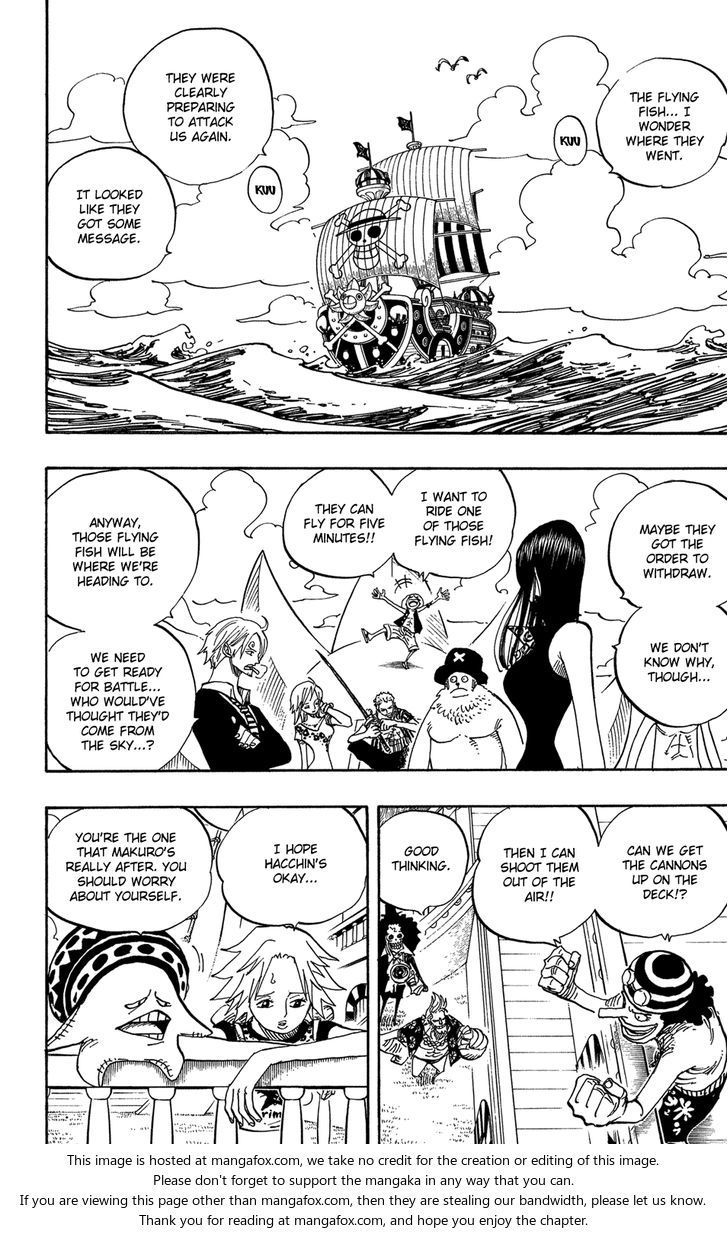 THE FLYING
FISH... I
WONDER
WHERE THEY
WENT.
KUU
THEY WERE
CLEARLY
PREPARING
TO ATTACK
US AGAIN.
KUU
IT LOOKED
LIKE THEY
GOT SOME
MESSAGE.
MAYBE THEY
GOT THE
ORDER TO
WITHDRAW.
WE DON'T
KNOW WHY,
THOUGH...
I WANT TO
RIDE ONE
OF THOSE
FLYING FISH!
THEY CAN
FLY FOR FIVE
MINUTES!!
ANYWAY,
THOSE FLYING
FISH WILL BE
WHERE WE'RE
HEADING TO.
WE NEED
TO GET READY
FOR BATTLE...
WHO WOULD'VE
THOUGHT THEY'D
COME FROM
THE SKY...?
CAN WE GET
THE CANNONS
UP ON THE
DECK!?
THEN I CAN
SHOOT THEM
OUT OF THE
AIR!!
GOOD
THINKING.
I HOPE
HACCHIN'S
OKAY...
YOU'RE THE ONE
THAT MAKURO'S
REALLY AFTER. YOU
SHOULD WORRY
ABOUT YOURSELF.
This image is hosted at mangafox.com, we take no credit for the creation or editing of this image.
Please don't forget to support the mangaka in any way that you can.
If you are viewing this page other than mangafox.com, then they are stealing our bandwidth, please let us know.
Thank you for reading at mangafox.com, and hope you enjoy the chapter.